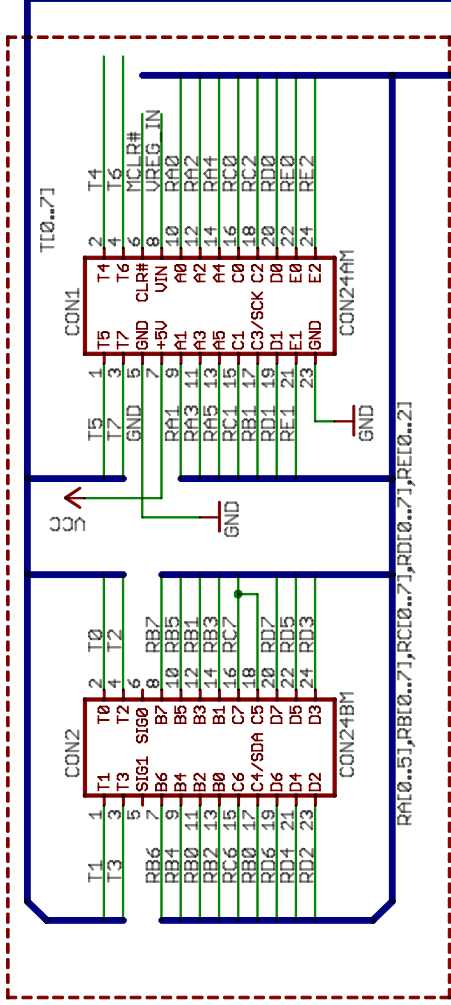 T[0..7]
CON2
T1 1 T1 T0 2 T0
T3 3 T3 T2 4 T2
5 SIG1 SIG0 6
RB6 7 B6 B7 8 RB7
RB4 9 B4 B5 10 RB5
RB0 11 B2 B3 12 RB1
RB2 13 B0 B1 14 RB3
RC6 15 C6 C7 16 RC7
RB0 17 C4/SDA C5 18
RD6 19 D6 D7 20 RD7
RD4 21 D4 D5 22 RD5
RD2 23 D2 D3 24 RD3
CON24BM
VCC
GND
CON1
T5 1 T5 T4 2 T4
T7 3 T7 T6 4 T6
GND 5 GND CLR# 6 MCLR#
7 +5V VIN 8 VREG_IN
RA1 9 A1 A0 10 RA0
RA3 11 A3 A2 12 RA2
RA5 13 A5 A4 14 RA4
RC1 15 C1 C0 16 RC0
RB1 17 C3/SCK C2 18 RC2
RD1 19 D1 D0 20 RD0
RE1 21 E1 E0 22 RE0
23 GND E2 24 RE2
CON24AM
GND
RA[0..5],RB[0..7],RC[0..7],RD[0..7],RE[0..2]